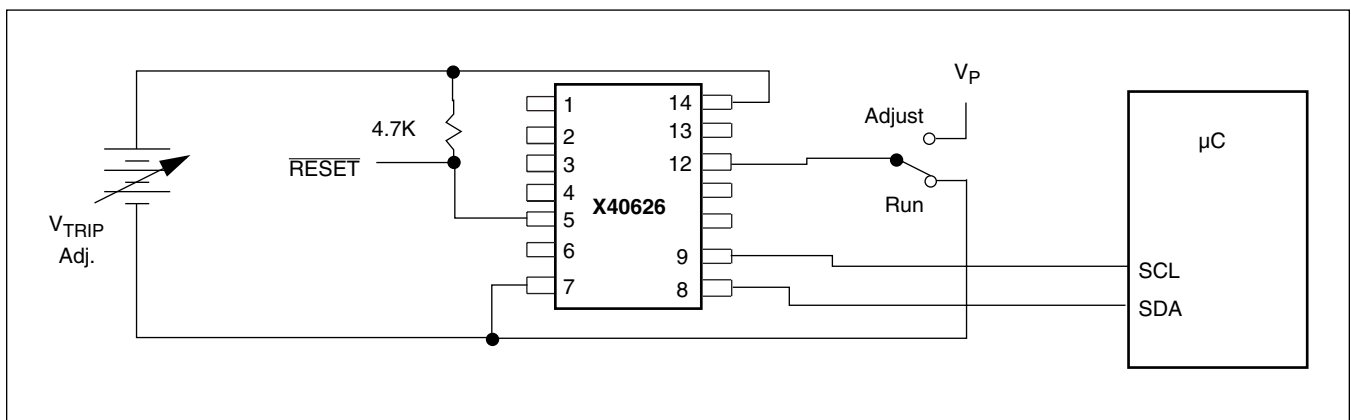 V_P
Adjust
Run
4.7K
RESET
V_TRIP
Adj.
X40626
1
2
3
4
5
6
7
14
13
12
9
8
µC
SCL
SDA